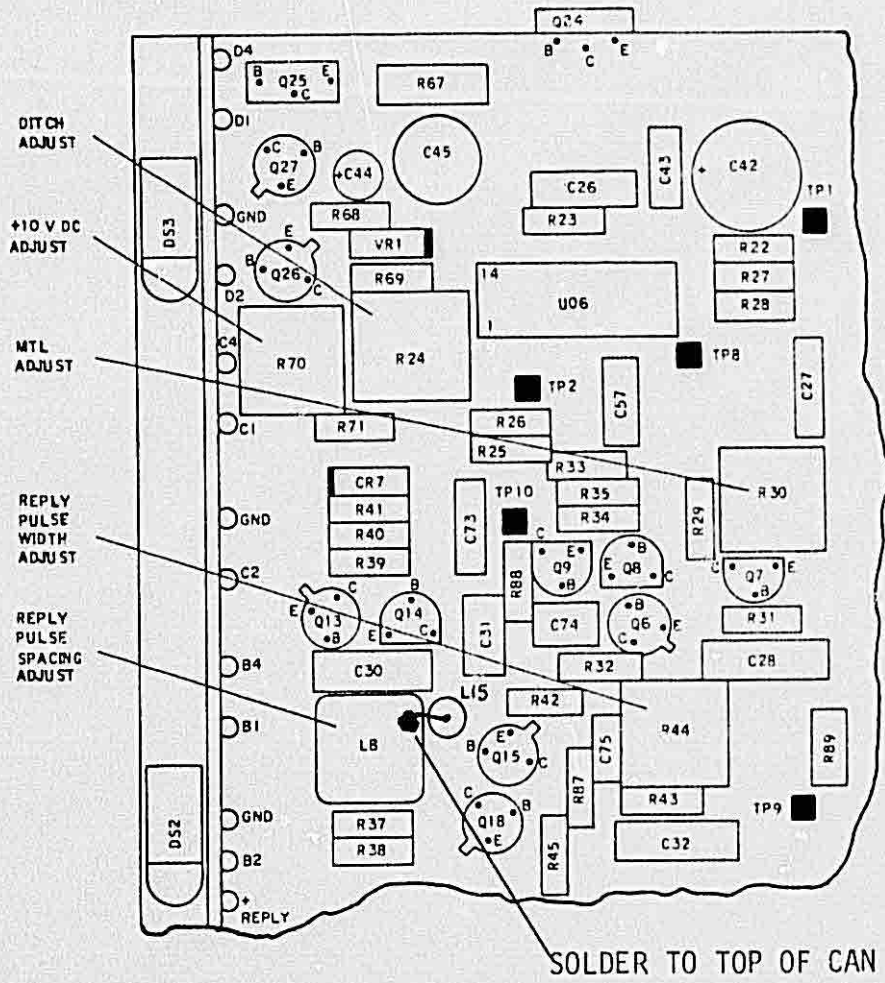 Q24
B C E
D4
B Q25 E
C
R67
D1
DITCH
ADJUST
C B
Q27
E
+C44
C45
C26
C43
+ C42
TP1
GND
R68
R23
DS3
+10 V DC
ADJUST
E
VR1
R22
B Q26
C
R69
14
U06
1
R27
R28
D2
MTL
ADJUST
C4
R70
R24
TP2
TP8
C57
C27
C1
R71
R26
R25
R33
CR7
R41
R40
R39
C73
TP10
R35
R34
R29
R30
REPLY
PULSE
WIDTH
ADJUST
GND
C2
C E
Q9
B
B
E Q8 C
C E
Q7
B
R88
C
E Q13
B
B
Q14
E C
C31
C74
B
Q6 E
C
R31
REPLY
PULSE
SPACING
ADJUST
B4
C30
R32
C28
L15
R42
B1
L8
E
B Q15
C
C75
R44
R89
R87
C B
Q18
E
R43
TP9
GND
DS2
R37
R38
R45
C32
B2
+
REPLY
SOLDER TO TOP OF CAN